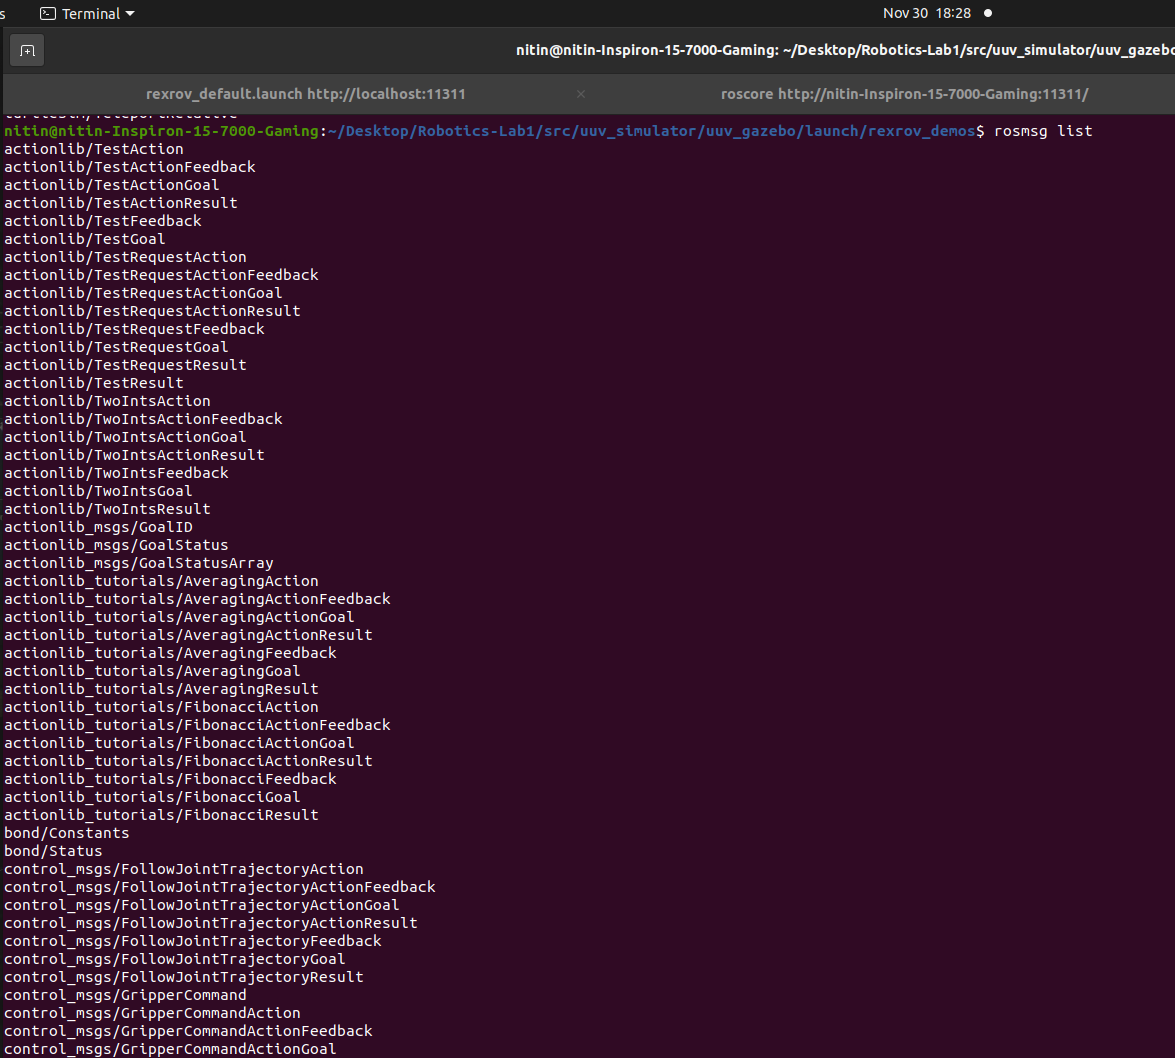 s
Terminal
Nov 30 18:28
nitin@nitin-Inspiron-15-7000-Gaming: ~/Desktop/Robotics-Lab1/src/uuv_simulator/uuv_gazebo
rexrov_default.launch http://localhost:11311
×
roscore http://nitin-Inspiron-15-7000-Gaming:11311/
turtlesim/TeleportRelative
nitin@nitin-Inspiron-15-7000-Gaming:~/Desktop/Robotics-Lab1/src/uuv_simulator/uuv_gazebo/launch/rexrov_demos$ rosmsg list
actionlib/TestAction
actionlib/TestActionFeedback
actionlib/TestActionGoal
actionlib/TestActionResult
actionlib/TestFeedback
actionlib/TestGoal
actionlib/TestRequestAction
actionlib/TestRequestActionFeedback
actionlib/TestRequestActionGoal
actionlib/TestRequestActionResult
actionlib/TestRequestFeedback
actionlib/TestRequestGoal
actionlib/TestRequestResult
actionlib/TestResult
actionlib/TwoIntsAction
actionlib/TwoIntsActionFeedback
actionlib/TwoIntsActionGoal
actionlib/TwoIntsActionResult
actionlib/TwoIntsFeedback
actionlib/TwoIntsGoal
actionlib/TwoIntsResult
actionlib_msgs/GoalID
actionlib_msgs/GoalStatus
actionlib_msgs/GoalStatusArray
actionlib_tutorials/AveragingAction
actionlib_tutorials/AveragingActionFeedback
actionlib_tutorials/AveragingActionGoal
actionlib_tutorials/AveragingActionResult
actionlib_tutorials/AveragingFeedback
actionlib_tutorials/AveragingGoal
actionlib_tutorials/AveragingResult
actionlib_tutorials/FibonacciAction
actionlib_tutorials/FibonacciActionFeedback
actionlib_tutorials/FibonacciActionGoal
actionlib_tutorials/FibonacciActionResult
actionlib_tutorials/FibonacciFeedback
actionlib_tutorials/FibonacciGoal
actionlib_tutorials/FibonacciResult
bond/Constants
bond/Status
control_msgs/FollowJointTrajectoryAction
control_msgs/FollowJointTrajectoryActionFeedback
control_msgs/FollowJointTrajectoryActionGoal
control_msgs/FollowJointTrajectoryActionResult
control_msgs/FollowJointTrajectoryFeedback
control_msgs/FollowJointTrajectoryGoal
control_msgs/FollowJointTrajectoryResult
control_msgs/GripperCommand
control_msgs/GripperCommandAction
control_msgs/GripperCommandActionFeedback
control_msgs/GripperCommandActionGoal